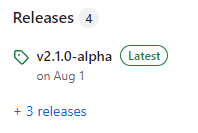 Releases 4
v2.1.0-alpha Latest
on Aug 1
+ 3 releases